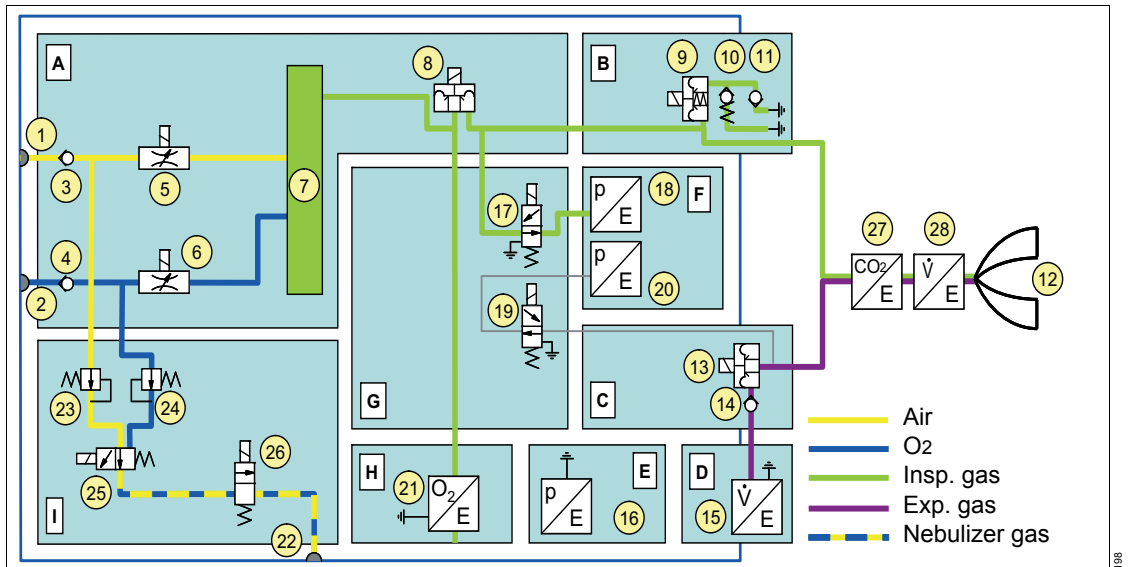 A
8
B
9
10
11
1
3
5
7
4
6
2
17
p
E
18
F
p
E
20
19
27
28
CO2
E
V̇
E
12
23
24
25
26
I
22
G
C
13
14
H
21
O2
E
p
E
E
16
D
15
V̇
E
Air
O2
Insp. gas
Exp. gas
Nebulizer gas
198